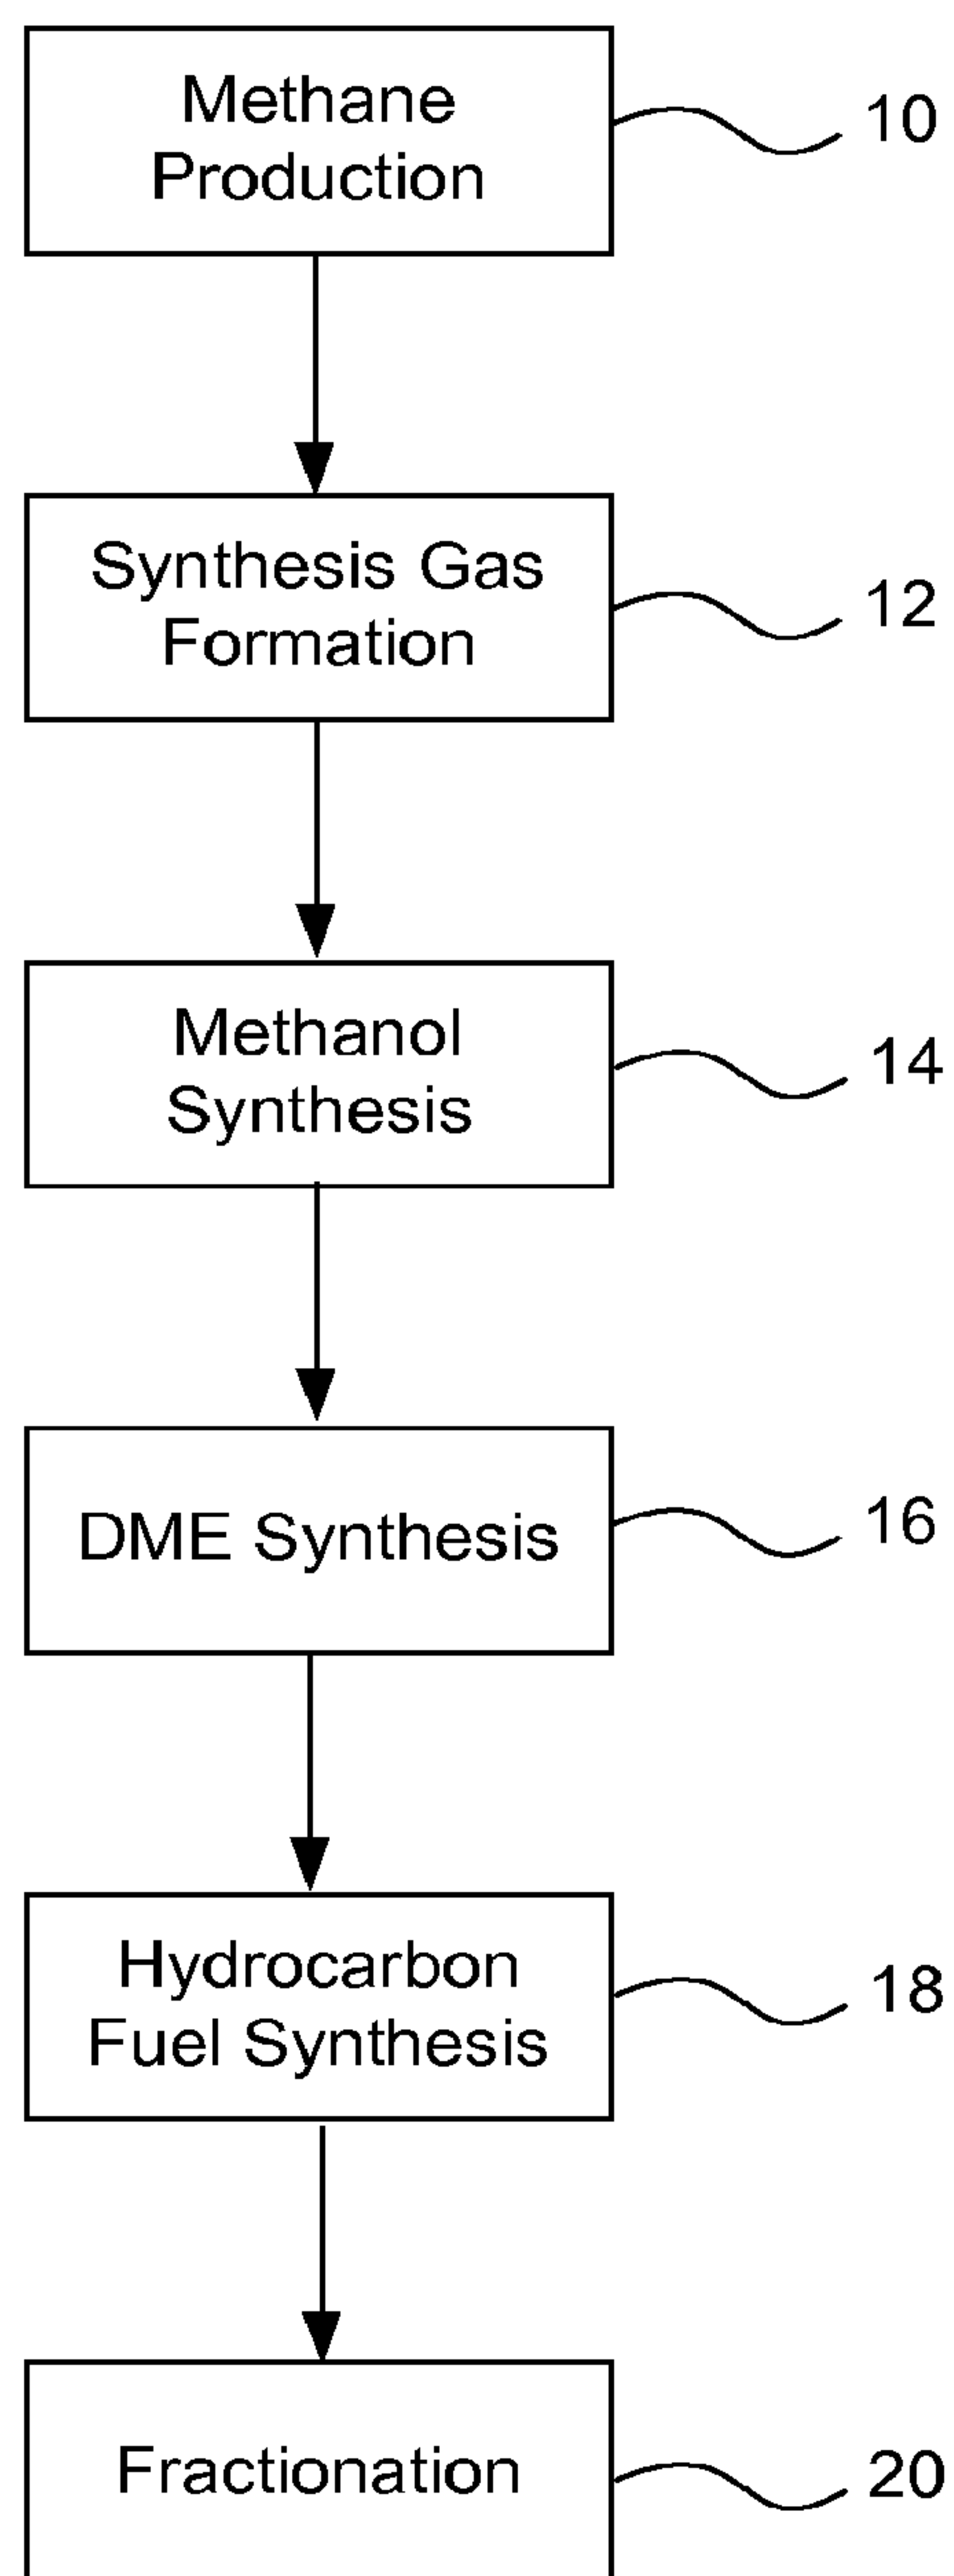 Methane
Production
10
Synthesis Gas
Formation
12
Methanol
Synthesis
14
DME Synthesis
16
Hydrocarbon
Fuel Synthesis
18
Fractionation
20